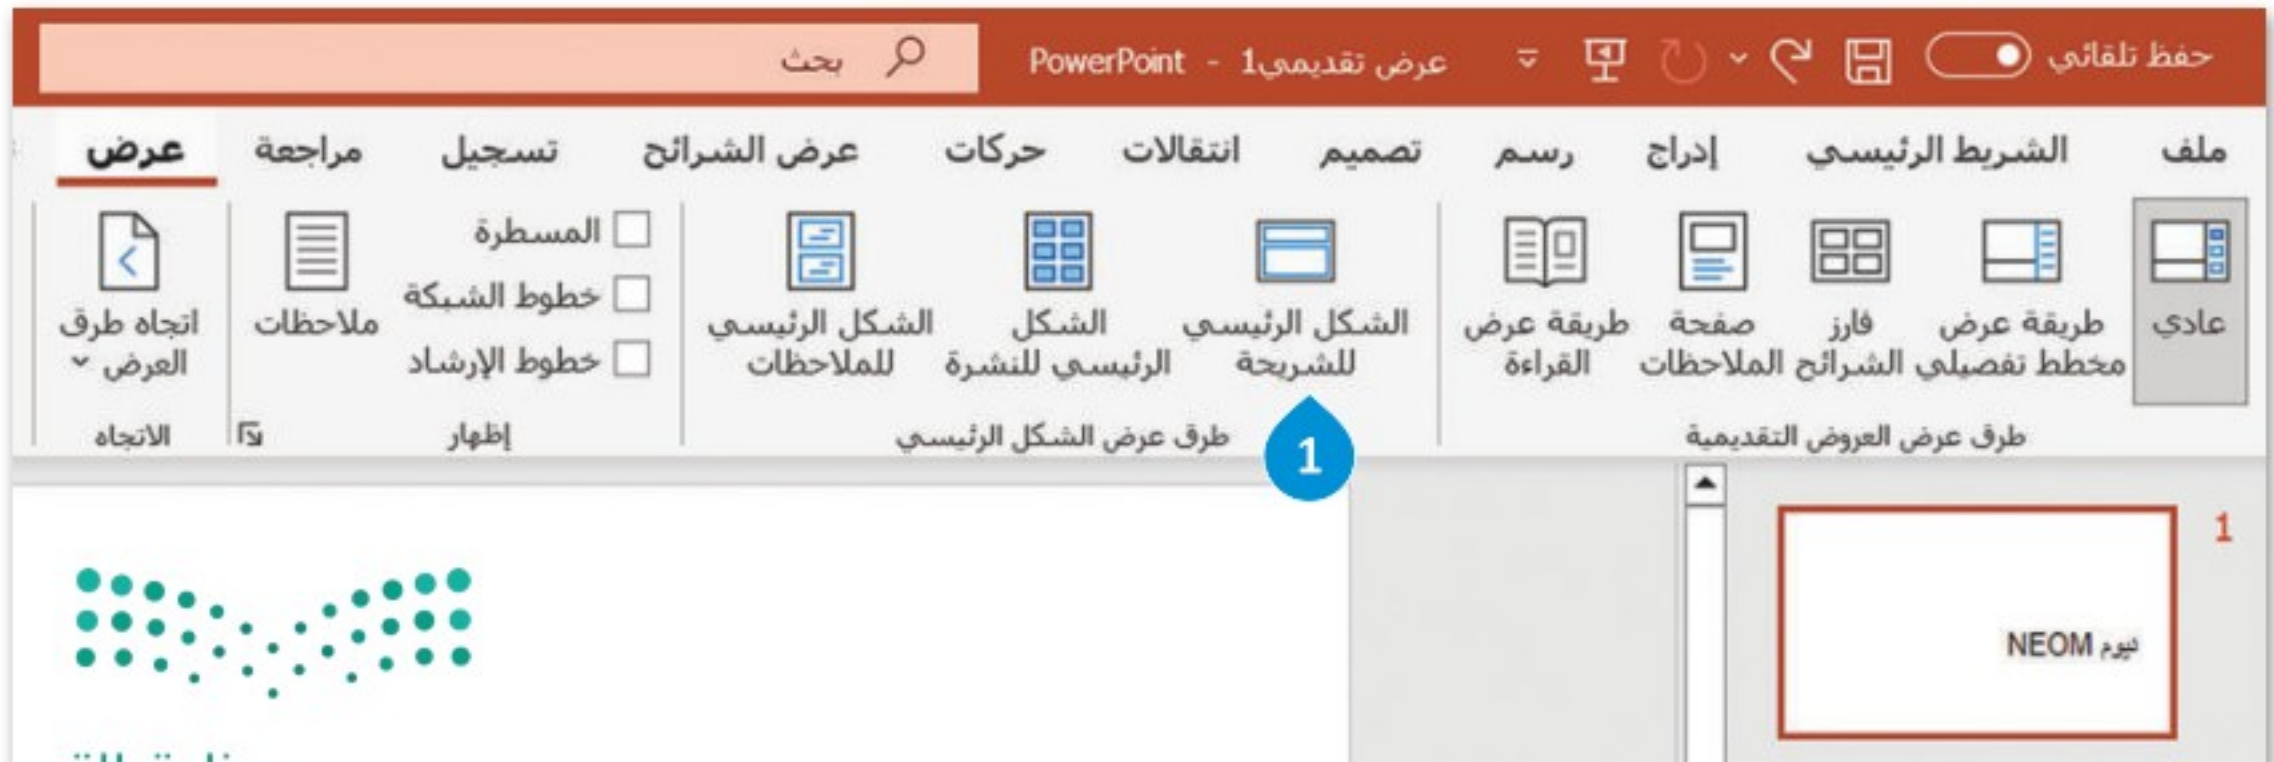 حفظ تلقائي
عرض تقديمي1 - PowerPoint
بحث
ملف
الشريط الرئيسي
إدراج
رسم
تصميم
انتقالات
حركات
عرض الشرائح
تسجيل
مراجعة
عرض
عادي
طريقة عرض
مخطط تفصيلي
فارز
الشرائح
صفحة
الملاحظات
طريقة عرض
القراءة
طرق عرض العروض التقديمية
الشكل الرئيسي
للشريحة
الشكل
الرئيسي للنشرة
الشكل الرئيسي
للملاحظات
طرق عرض الشكل الرئيسي
1
المسطرة
خطوط الشبكة
خطوط الإرشاد
ملاحظات
إظهار
اتجاه طرق
العرض
الاتجاه
1
نيوم NEOM